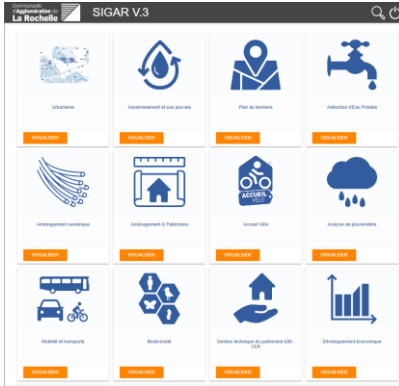 Communauté
d'Agglomération de
La Rochelle
SIGAR V.3
Urbanisme
Assainissement et eau pluviale
Plan du territoire
Adduction d'Eau Potable
VISUALISER
VISUALISER
VISUALISER
VISUALISER
Aménagement numérique
Aménagement & Patrimoine
ACCUEIL
VÉLO
Accueil Vélo
Analyse de pluviométrie
VISUALISER
VISUALISER
VISUALISER
VISUALISER
Mobilité et transports
Biodiversité
Gestion technique du patrimoine bâti -
VLR
Développement économique
VISUALISER
VISUALISER
VISUALISER
VISUALISER